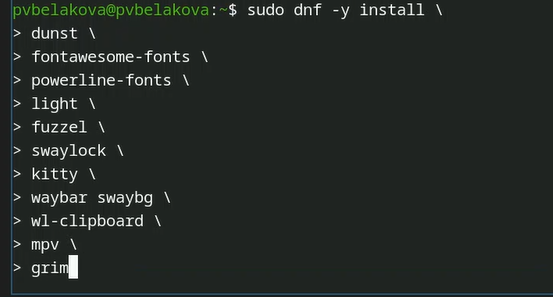 pvbelakova@pvbelakova:~$ sudo dnf -y install \
> dunst \
> fontawesome-fonts \
> powerline-fonts \
> light \
> fuzzel \
> swaylock \
> kitty \
> waybar swaybg \
> wl-clipboard \
> mpv \
> grim